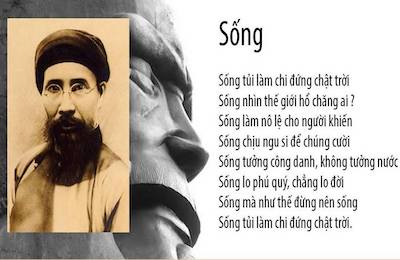 Sống
Sống tủi làm chi đứng chật trời
Sống nhìn thế giới hổ chăng ai ?
Sống làm nô lệ cho người khiến
Sống chịu ngu si để chúng cười
Sống tưởng công danh, không tưởng nước
Sống lo phú quý, chẳng lo đời
Sống mà như thế đừng nên sống
Sống tủi làm chi đứng chật trời.